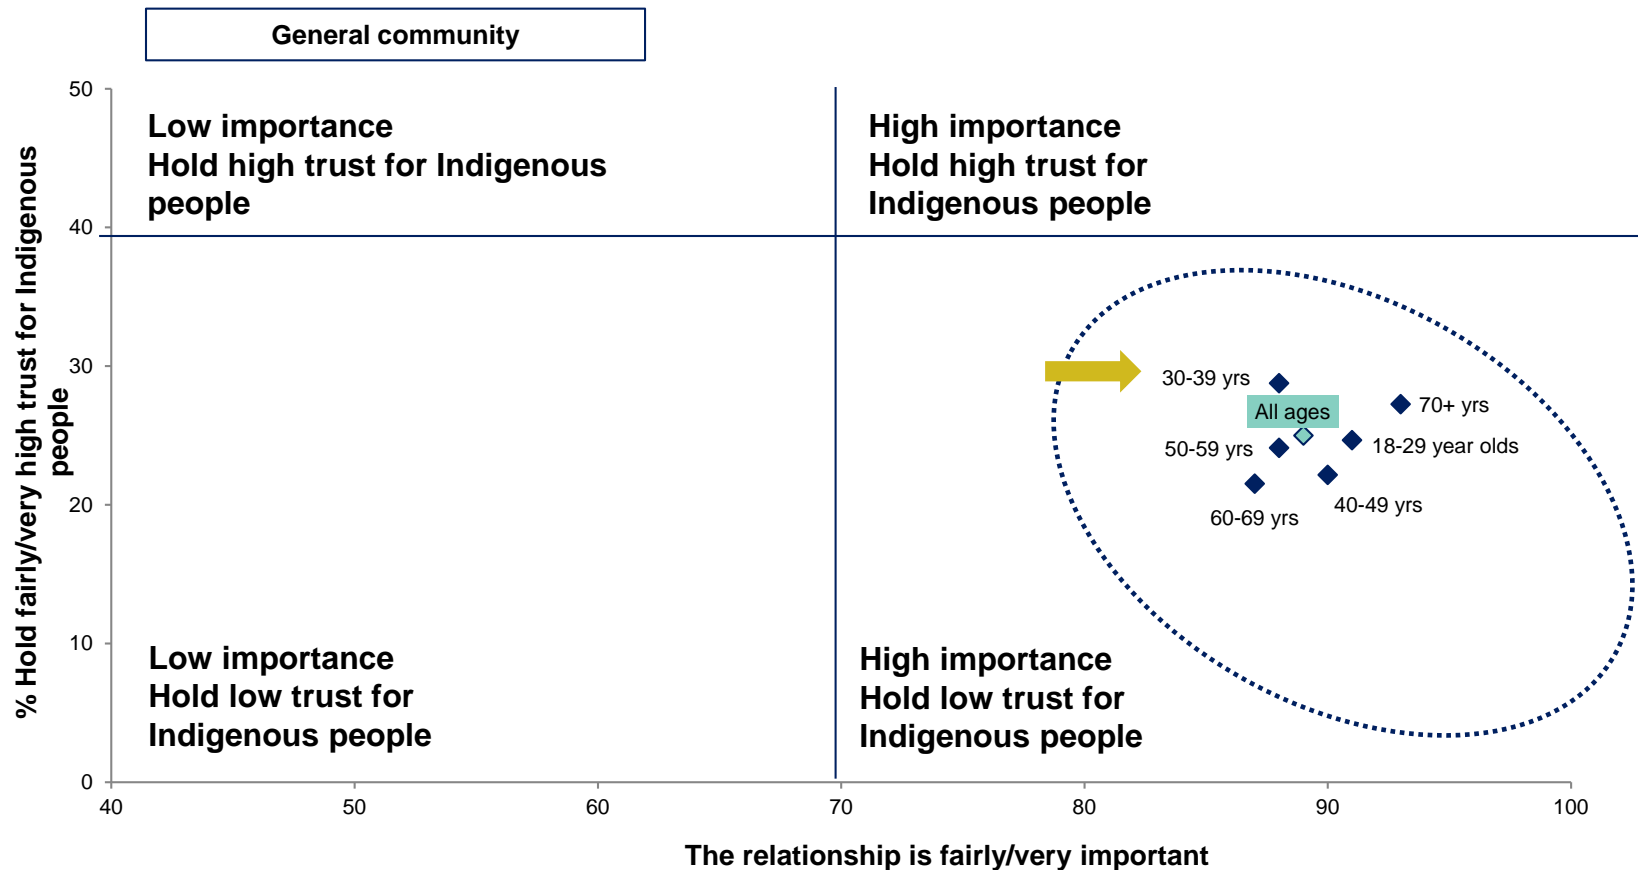 General community
50
40
30
20
10
0
% Hold fairly/very high trust for Indigenous
people
Low importance
Hold high trust for Indigenous
people
High importance
Hold high trust for
Indigenous people
30-39 yrs
All ages
70+ yrs
50-59 yrs
18-29 year olds
60-69 yrs
40-49 yrs
Low importance
Hold low trust for
Indigenous people
High importance
Hold low trust for
Indigenous people
40
50
60
70
80
90
100
The relationship is fairly/very important